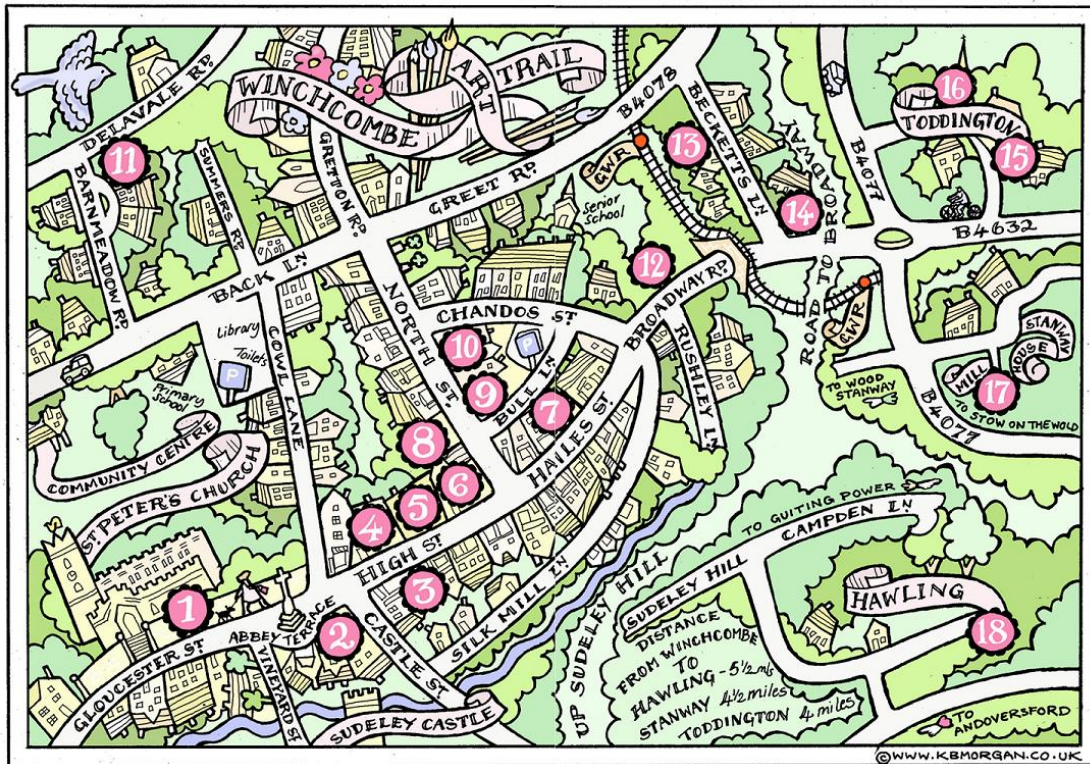 WINCHCOMBE
ART
TRAIL
DELAVALE RD.
11
BARNMEADOW RD
SUMMERS RD.
GRETTON RD.
BACK LN
GREET RD.
B4078
GWR
13
BECKETTS LN
14
ROAD TO BROADWAY
B4077
16
TODDINGTON
15
B4632
Senior
School
12
BROADWAY RD.
GWR
Library
Toilets
P
Primary
School
COWL LANE
NORTH ST.
CHANDOS ST
10
P
9
BULL LN
7
HAILES ST.
RUSHLEY LN.
TO WOOD
STANWAY
B4077
STANWAY
HOUSE
MILL
17
TO STOW ON THE WOLD
COMMUNITY CENTRE
ST. PETER'S CHURCH
8
6
5
4
HIGH ST
3
SILK MILL LN
TO GUITING POWER
CAMPDEN LN
SUDELEY HILL
HAWLING
18
1
GLOUCESTER ST
ABBEY TERRACE
2
VINEYARD ST
CASTLE ST
SUDELEY CASTLE
UP SUDELEY HILL
DISTANCE
FROM WINCHCOMBE
TO
HAWLING - 5 1/2 mls
STANWAY 4 1/2 miles
TODDINGTON 4 miles
TO
ANDOVERSFORD
©WWW.KBMORGAN.CO.UK